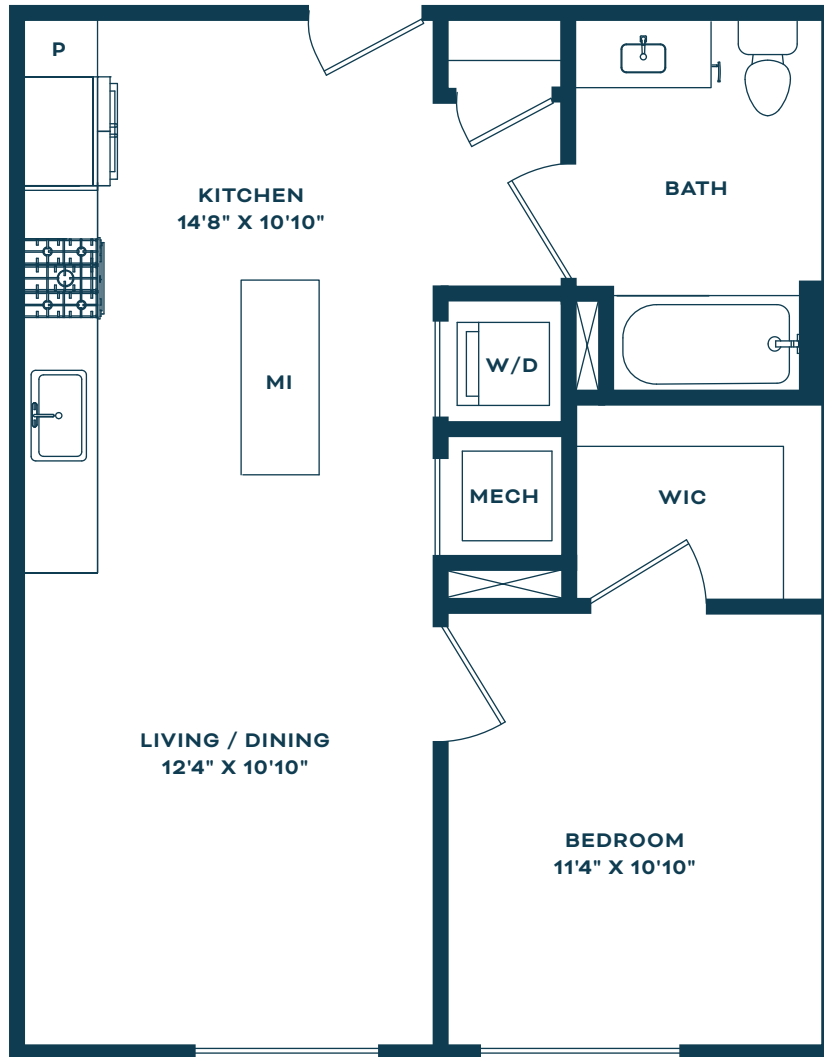 P
KITCHEN
14'8" X 10'10"
BATH
W/D
MI
MECH
WIC
LIVING / DINING
12'4" X 10'10"
BEDROOM
11'4" X 10'10"